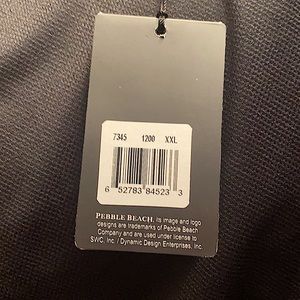 7345 1200 XXL
6 52783 84523 3
PEBBLE BEACH, its image and logo
designs are trademarks of Pebble Beach
Company and are used under license to
SWC, Inc. / Dynamic Design Enterprises, Inc.